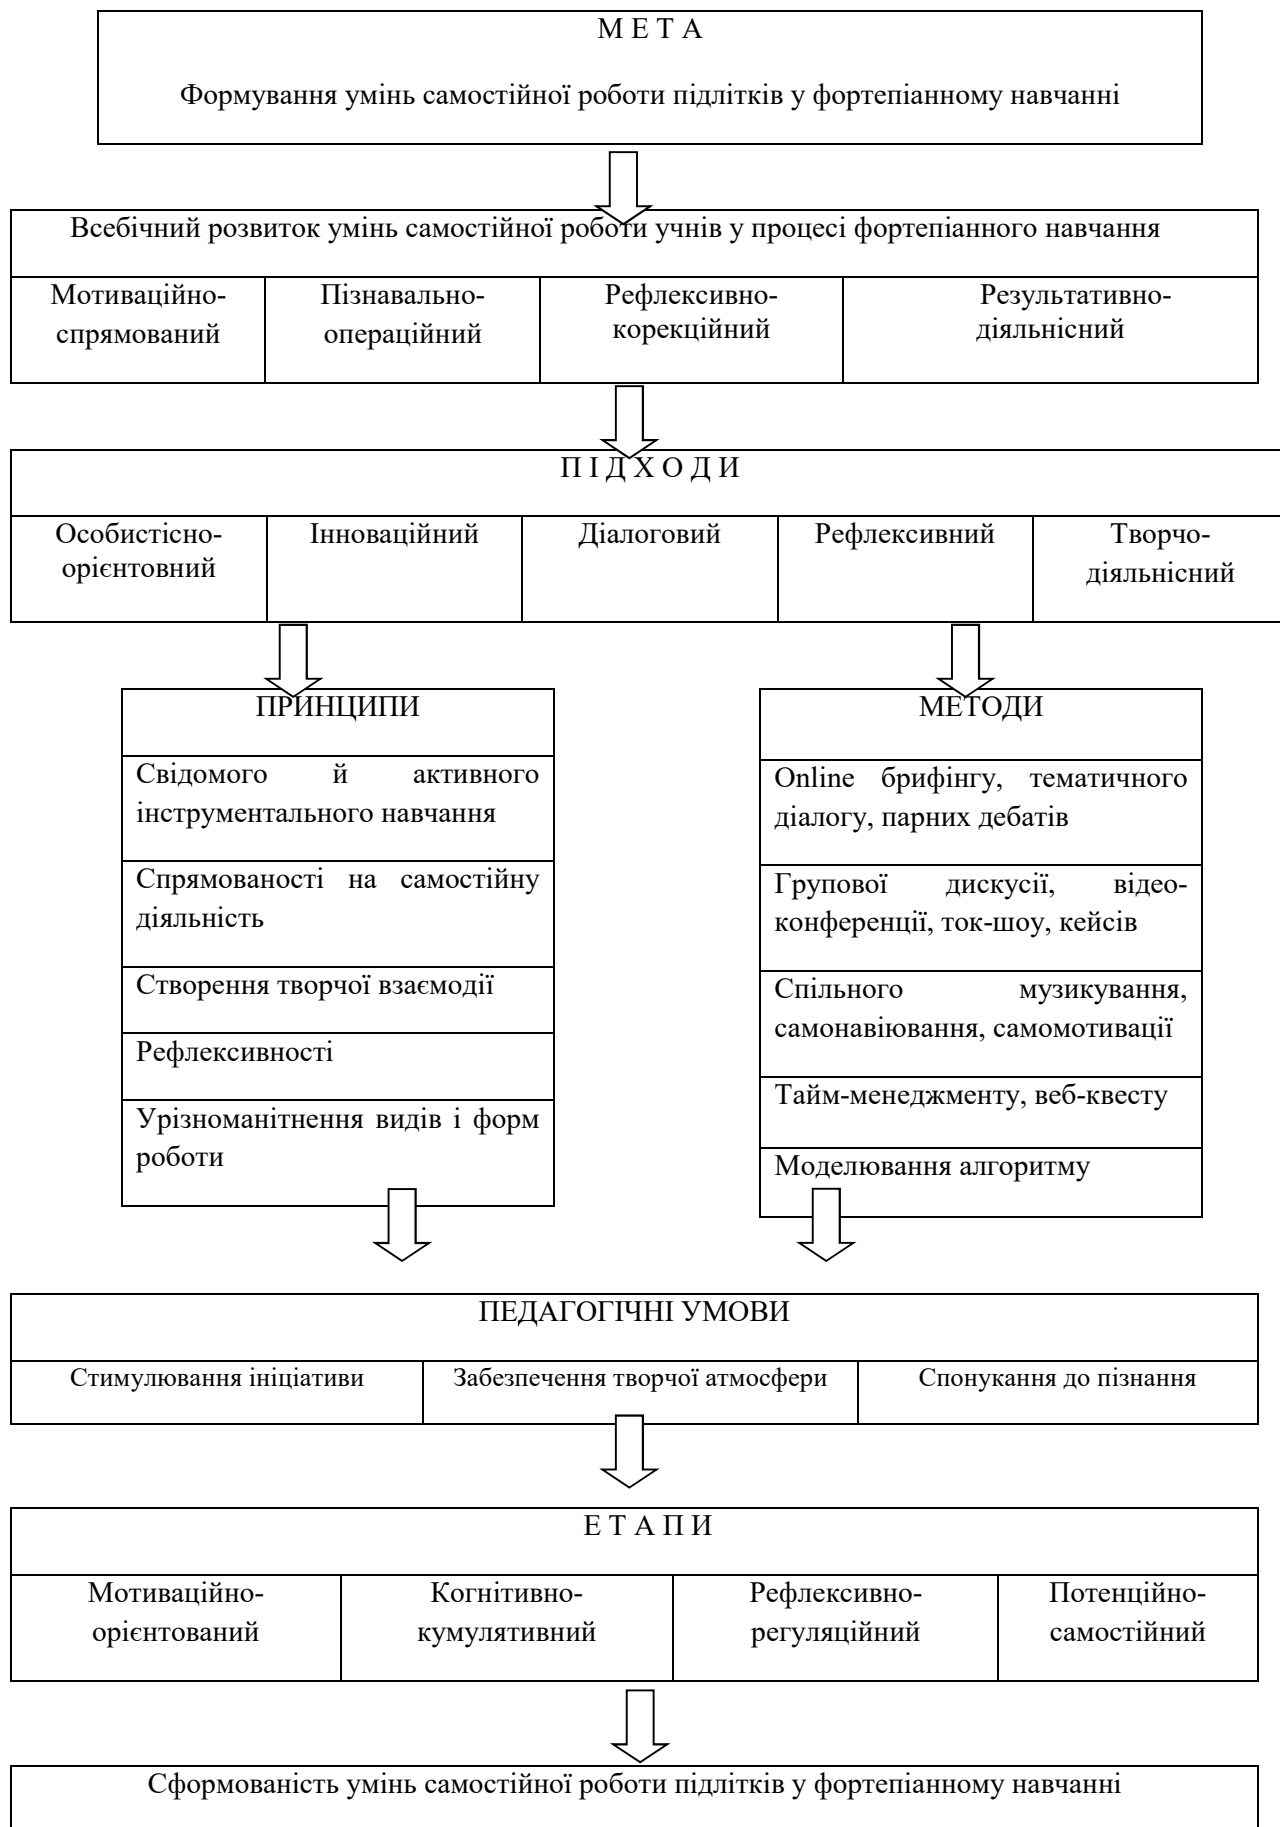 М Е Т А
Формування умінь самостійної роботи підлітків у фортепіанному навчанні
Всебічний розвиток умінь самостійної роботи учнів у процесі фортепіанного навчання
Мотиваційно-
спрямований
Пізнавально-
операційний
Рефлексивно-
корекційний
Результативно-
діяльнісний
П І Д Х О Д И
Особистісно-
орієнтовний
Інноваційний
Діалоговий
Рефлексивний
Творчо-
діяльнісний
ПРИНЦИПИ
Свідомого й активного
інструментального навчання
Спрямованості на самостійну
діяльність
Створення творчої взаємодії
Рефлексивності
Урізноманітнення видів і форм
роботи
МЕТОДИ
Online брифінгу, тематичного
діалогу, парних дебатів
Групової дискусії, відео-
конференції, ток-шоу, кейсів
Спільного музикування,
самонавіювання, самомотивації
Тайм-менеджменту, веб-квесту
Моделювання алгоритму
ПЕДАГОГІЧНІ УМОВИ
Стимулювання ініціативи
Забезпечення творчої атмосфери
Спонукання до пізнання
Е Т А П И
Мотиваційно-
орієнтований
Когнітивно-
кумулятивний
Рефлексивно-
регуляційний
Потенційно-
самостійний
Сформованість умінь самостійної роботи підлітків у фортепіанному навчанні